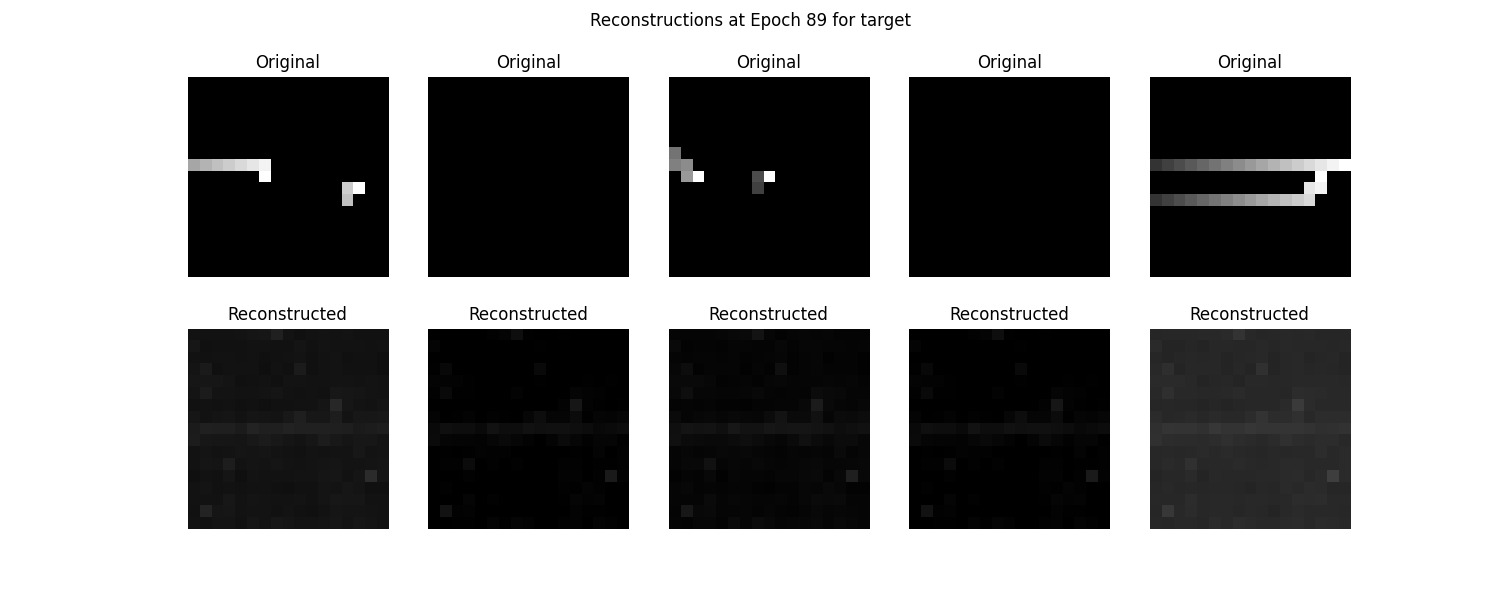 Reconstructions at Epoch 89 for target
Original Original Original Original Original
Reconstructed Reconstructed Reconstructed Reconstructed Reconstructed